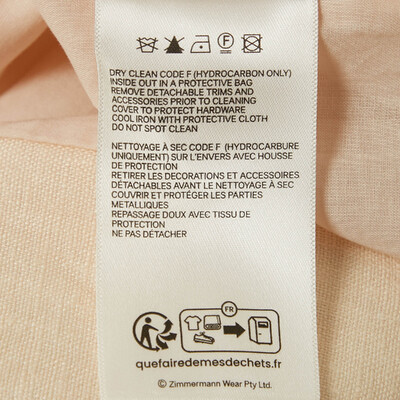 F
DRY CLEAN CODE F (HYDROCARBON ONLY)
INSIDE OUT IN A PROTECTIVE BAG
REMOVE DETACHABLE TRIMS AND
ACCESSORIES PRIOR TO CLEANING
COVER TO PROTECT HARDWARE
COOL IRON WITH PROTECTIVE CLOTH
DO NOT SPOT CLEAN
NETTOYAGE À SEC CODE F (HYDROCARBURE
UNIQUEMENT) SUR L'ENVERS AVEC HOUSSE
DE PROTECTION
RETIRER LES DECORATIONS ET ACCESSOIRES
DÉTACHABLES AVANT LE NETTOYAGE À SEC
COUVRIR ET PROTÉGER LES PARTIES
METALLIQUES
REPASSAGE DOUX AVEC TISSU DE
PROTECTION
NE PAS DÉTACHER
FR
quefairedemesdechets.fr
© Zimmermann Wear Pty Ltd.